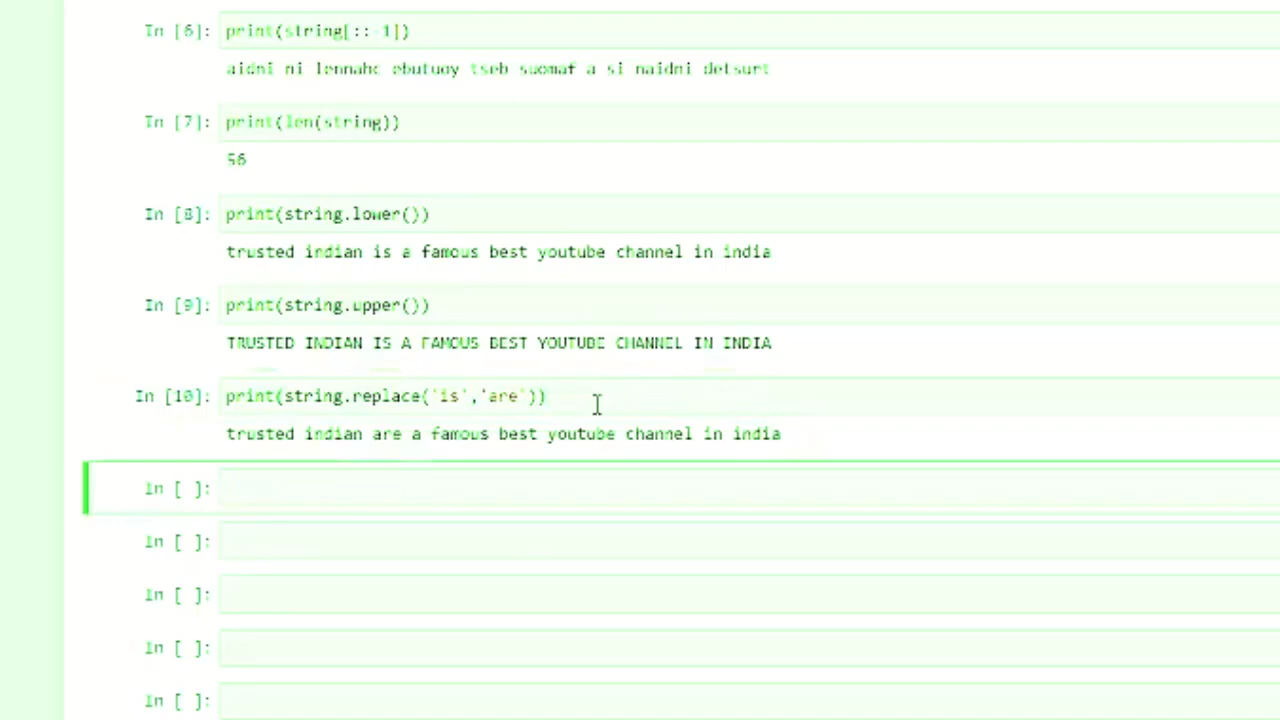 In [6]: print(string[::-1])
aidni ni lennahc ebutuoy tseb suomaf a si naidni detsurt
In [7]: print(len(string))
56
In [8]: print(string.lower())
trusted indian is a famous best youtube channel in india
In [9]: print(string.upper())
TRUSTED INDIAN IS A FAMOUS BEST YOUTUBE CHANNEL IN INDIA
In [10]: print(string.replace('is','are'))
trusted indian are a famous best youtube channel in india
In [ ]:
In [ ]:
In [ ]:
In [ ]:
In [ ]: